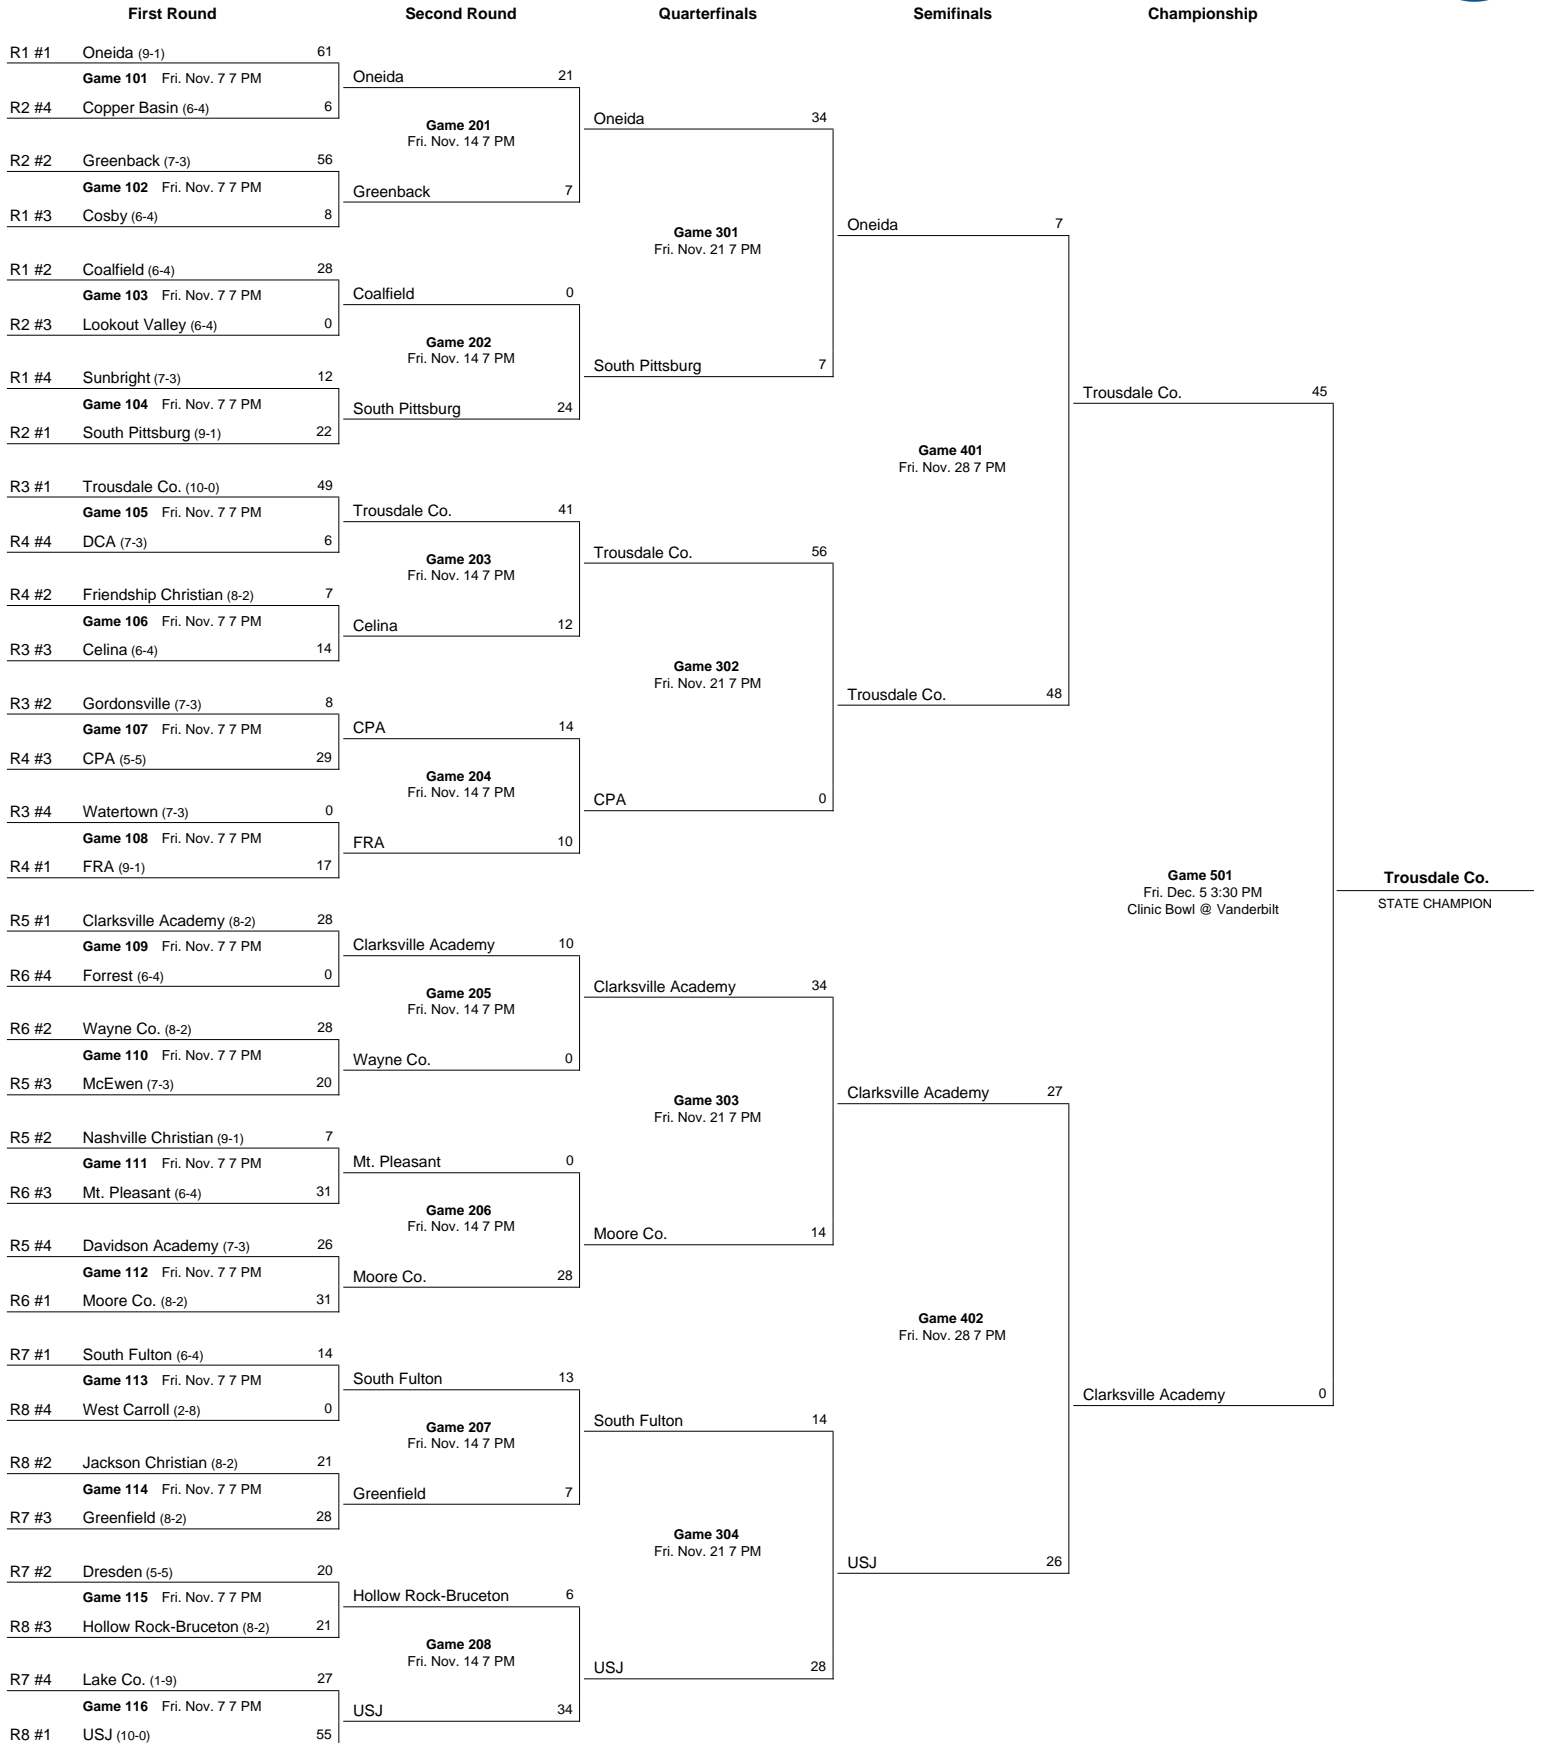 First Round Second Round Quarterfinals Semifinals Championship
R1 #1 Oneida (9-1) 61
Game 101 Fri. Nov. 7 7 PM
R2 #4 Copper Basin (6-4) 6
R2 #2 Greenback (7-3) 56
Game 102 Fri. Nov. 7 7 PM
R1 #3 Cosby (6-4) 8
R1 #2 Coalfield (6-4) 28
Game 103 Fri. Nov. 7 7 PM
R2 #3 Lookout Valley (6-4) 0
R1 #4 Sunbright (7-3) 12
Game 104 Fri. Nov. 7 7 PM
R2 #1 South Pittsburg (9-1) 22
R3 #1 Trousdale Co. (10-0) 49
Game 105 Fri. Nov. 7 7 PM
R4 #4 DCA (7-3) 6
R4 #2 Friendship Christian (8-2) 7
Game 106 Fri. Nov. 7 7 PM
R3 #3 Celina (6-4) 14
R3 #2 Gordonsville (7-3) 8
Game 107 Fri. Nov. 7 7 PM
R4 #3 CPA (5-5) 29
R3 #4 Watertown (7-3) 0
Game 108 Fri. Nov. 7 7 PM
R4 #1 FRA (9-1) 17
R5 #1 Clarksville Academy (8-2) 28
Game 109 Fri. Nov. 7 7 PM
R6 #4 Forrest (6-4) 0
R6 #2 Wayne Co. (8-2) 28
Game 110 Fri. Nov. 7 7 PM
R5 #3 McEwen (7-3) 20
R5 #2 Nashville Christian (9-1) 7
Game 111 Fri. Nov. 7 7 PM
R6 #3 Mt. Pleasant (6-4) 31
R5 #4 Davidson Academy (7-3) 26
Game 112 Fri. Nov. 7 7 PM
R6 #1 Moore Co. (8-2) 31
R7 #1 South Fulton (6-4) 14
Game 113 Fri. Nov. 7 7 PM
R8 #4 West Carroll (2-8) 0
R8 #2 Jackson Christian (8-2) 21
Game 114 Fri. Nov. 7 7 PM
R7 #3 Greenfield (8-2) 28
R7 #2 Dresden (5-5) 20
Game 115 Fri. Nov. 7 7 PM
R8 #3 Hollow Rock-Bruceton (8-2) 21
R7 #4 Lake Co. (1-9) 27
Game 116 Fri. Nov. 7 7 PM
R8 #1 USJ (10-0) 55
Oneida 21
Game 201
Fri. Nov. 14 7 PM
Greenback 7
Coalfield 0
Game 202
Fri. Nov. 14 7 PM
South Pittsburg 24
Trousdale Co. 41
Game 203
Fri. Nov. 14 7 PM
Celina 12
CPA 14
Game 204
Fri. Nov. 14 7 PM
FRA 10
Clarksville Academy 10
Game 205
Fri. Nov. 14 7 PM
Wayne Co. 0
Mt. Pleasant 0
Game 206
Fri. Nov. 14 7 PM
Moore Co. 28
South Fulton 13
Game 207
Fri. Nov. 14 7 PM
Greenfield 7
Hollow Rock-Bruceton 6
Game 208
Fri. Nov. 14 7 PM
USJ 34
Oneida 34
Game 301
Fri. Nov. 21 7 PM
South Pittsburg 7
Trousdale Co. 56
Game 302
Fri. Nov. 21 7 PM
CPA 0
Clarksville Academy 34
Game 303
Fri. Nov. 21 7 PM
Moore Co. 14
South Fulton 14
Game 304
Fri. Nov. 21 7 PM
USJ 28
Oneida 7
Game 401
Fri. Nov. 28 7 PM
Trousdale Co. 48
Clarksville Academy 27
Game 402
Fri. Nov. 28 7 PM
USJ 26
Trousdale Co. 45
Game 501
Fri. Dec. 5 3:30 PM
Clinic Bowl @ Vanderbilt
Clarksville Academy 0
Trousdale Co.
STATE CHAMPION